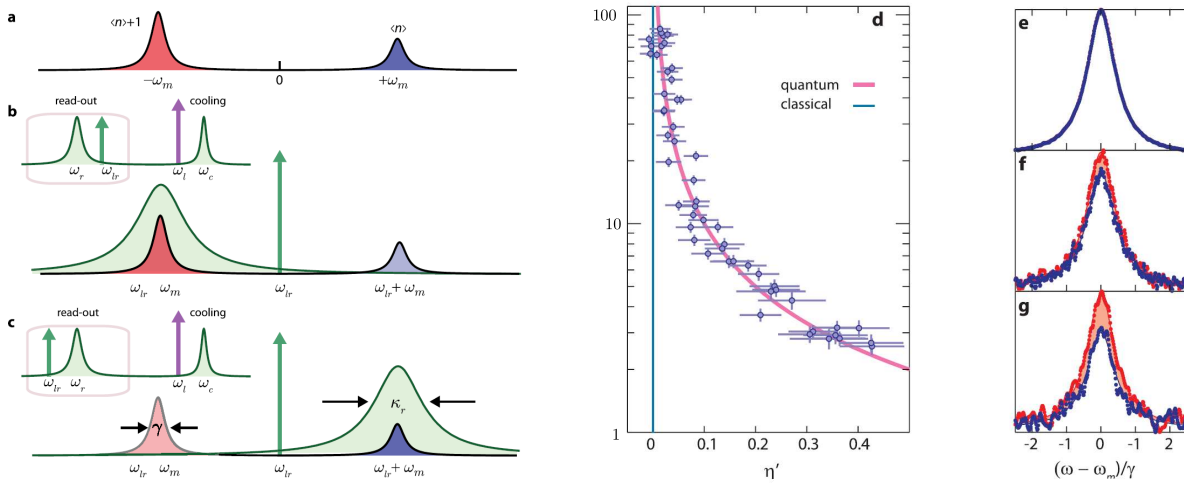 a
⟨n⟩+1
⟨n⟩
−ω_m
0
+ω_m
b
read-out
cooling
ω_r
ω_lr
ω_l
ω_c
ω_lr
ω_m
ω_lr
ω_lr + ω_m
c
read-out
cooling
ω_lr
ω_r
ω_l
ω_c
γ
κ_r
ω_lr
ω_m
ω_lr
ω_lr + ω_m
d
100
10
1
quantum
classical
0
0.1
0.2
0.3
0.4
η′
e
f
g
-2
-1
0
1
2
(ω − ω_m)/γ